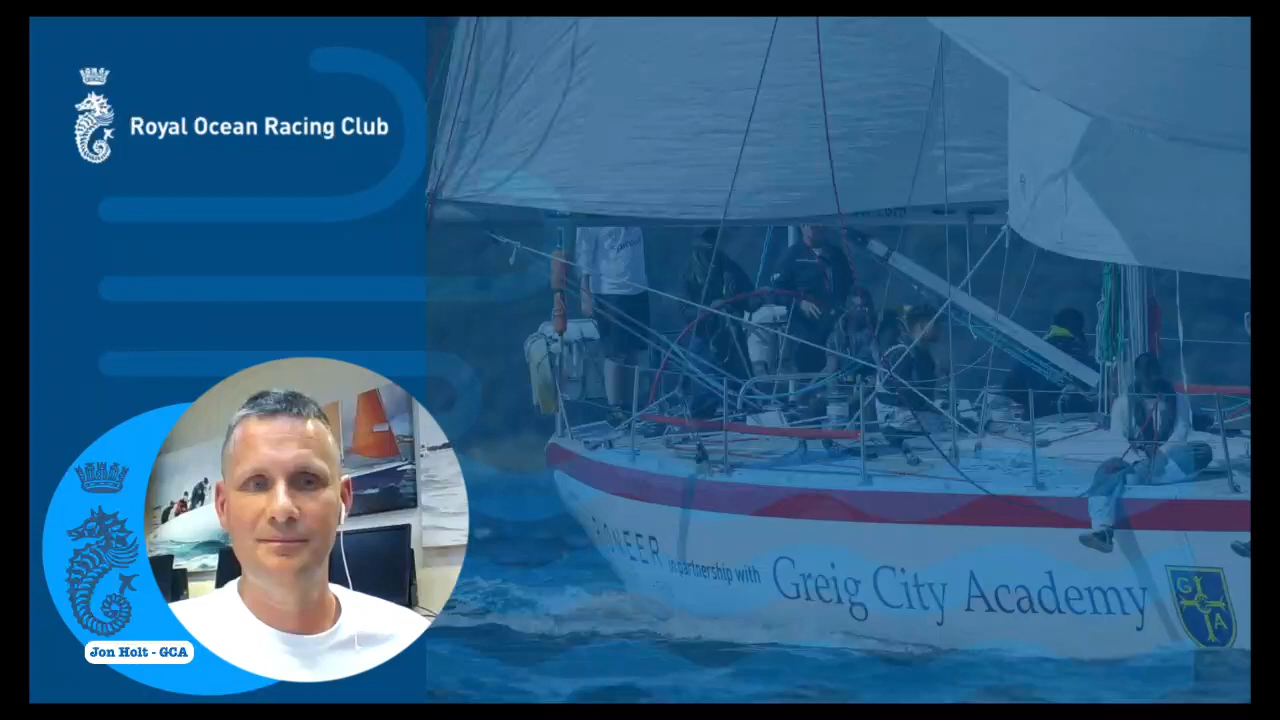 Royal Ocean Racing Club
PIONEER in partnership with Greig City Academy
G C
A
Jon Holt - GCA